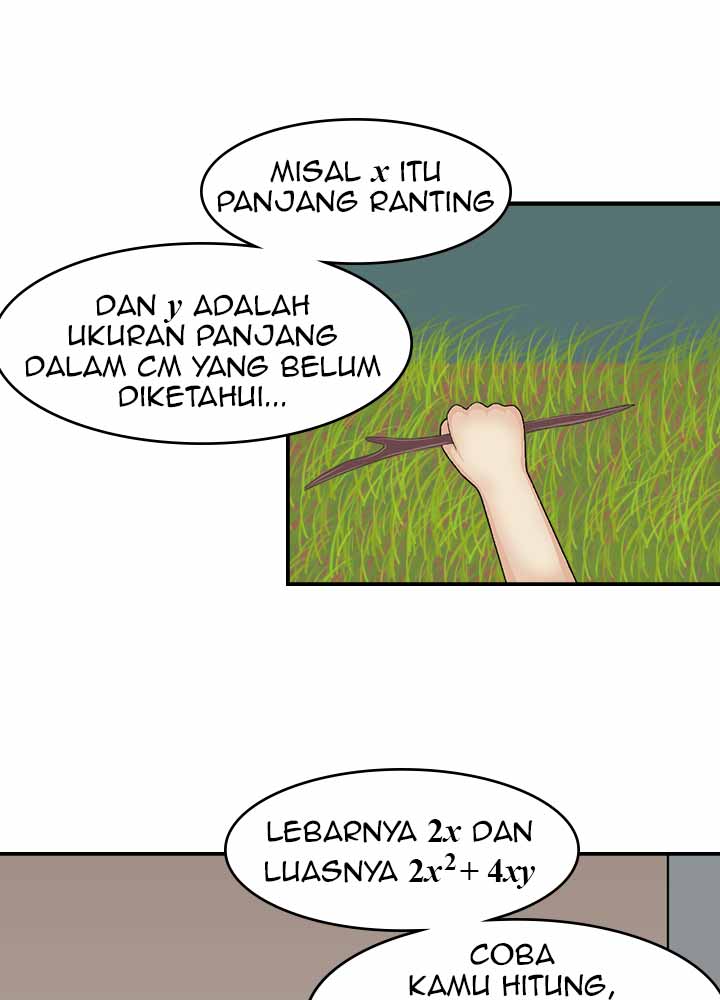 MISAL x ITU
PANJANG RANTING
DAN y ADALAH
UKURAN PANJANG
DALAM CM YANG BELUM
DIKETAHUI...
LEBARNYA 2x DAN
LUASNYA 2x² + 4xy
COBA
KAMU HITUNG,